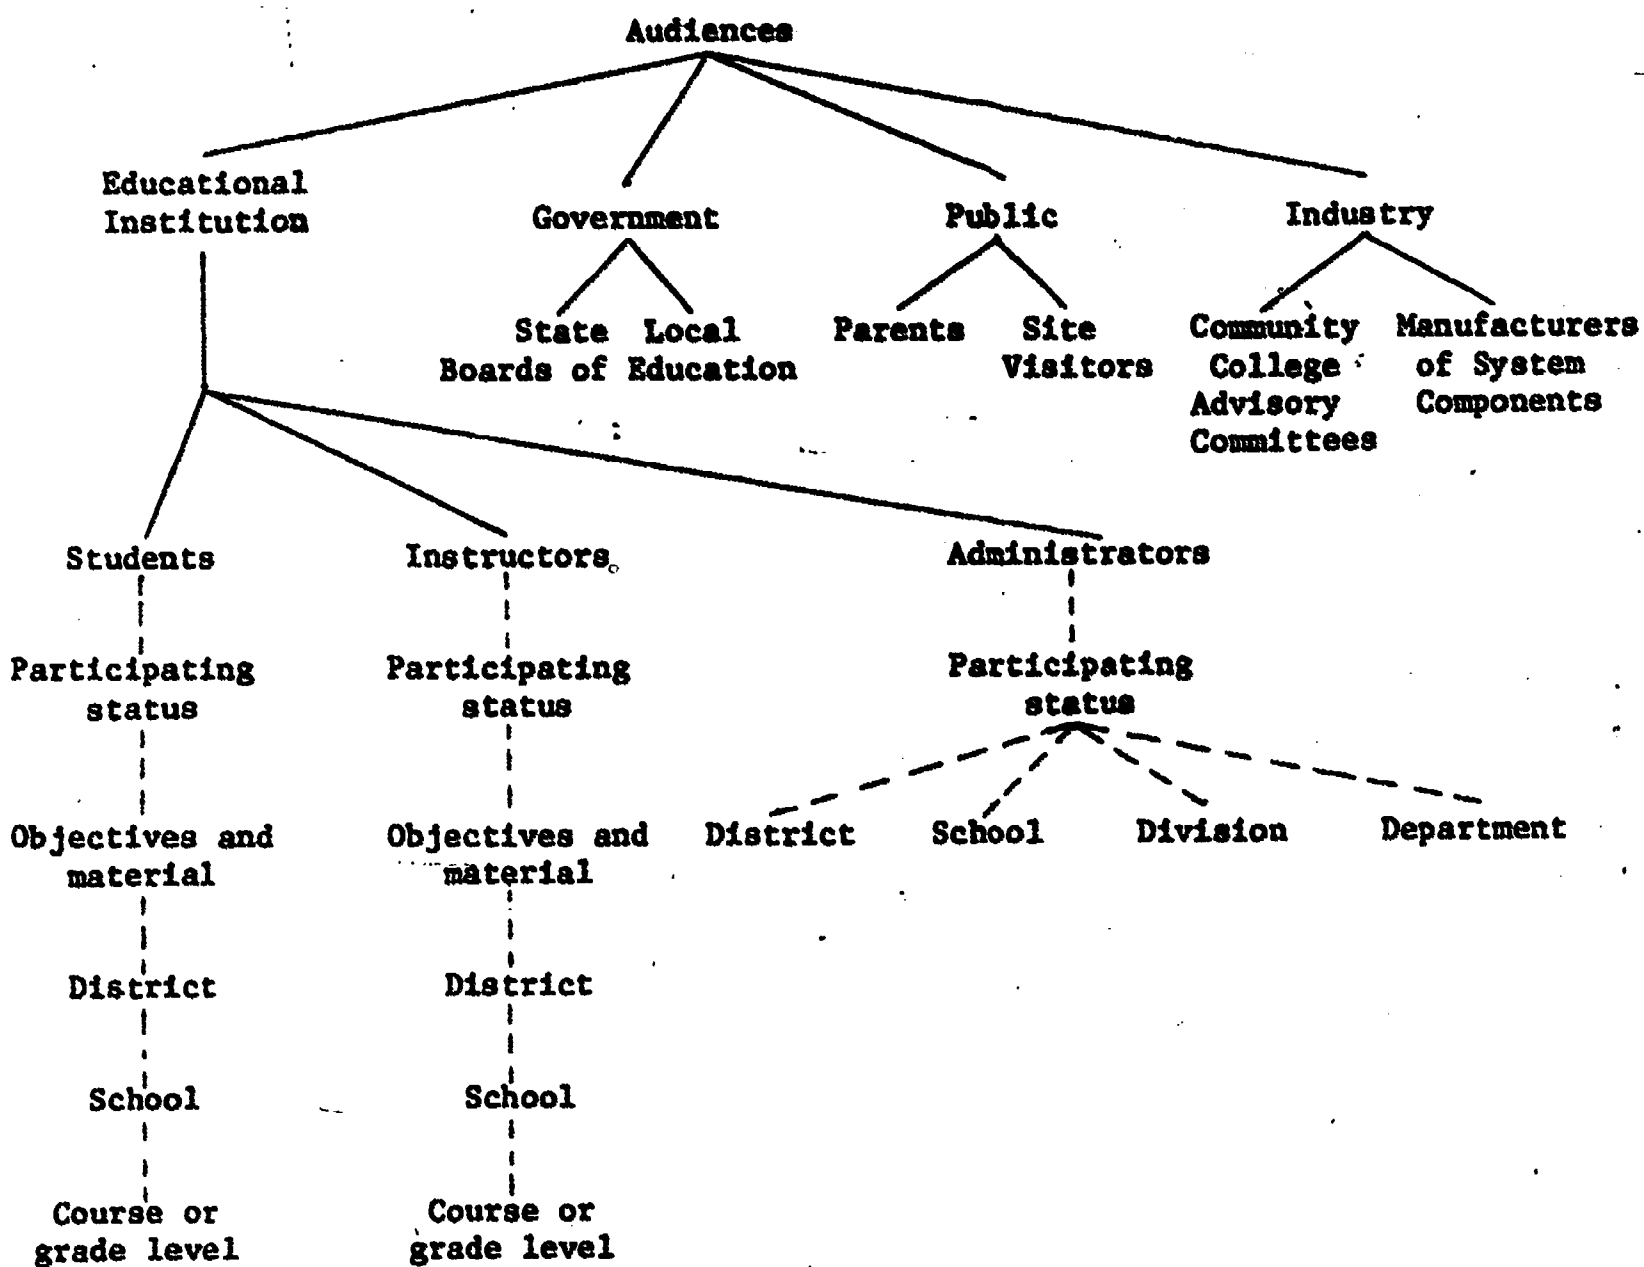 Audiences
Educational
Institution
Government
Public
Industry
State Local
Boards of Education
Parents
Site
Visitors
Community
College
Advisory
Committees
Manufacturers
of System
Components
Students
Instructors
Administrators
Participating
status
Participating
status
Participating
status
Objectives and
material
Objectives and
material
District
School
Division
Department
District
District
School
School
Course or
grade level
Course or
grade level